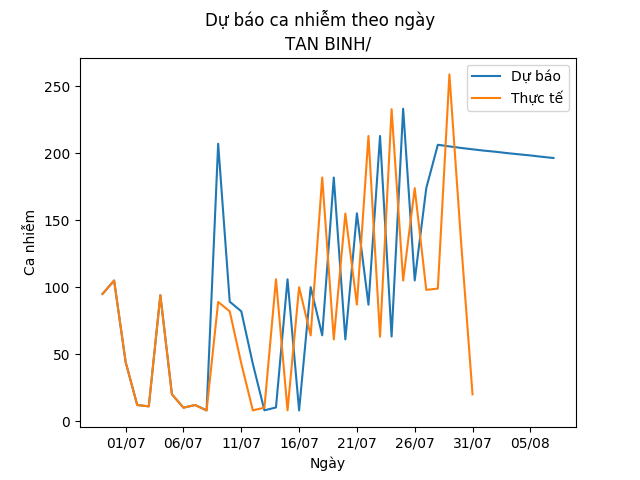 Dự báo ca nhiễm theo ngày
TAN BINH/
Dự báo
Thực tế
Ca nhiễm
250
200
150
100
50
0
01/07 06/07 11/07 16/07 21/07 26/07 31/07 05/08
Ngày